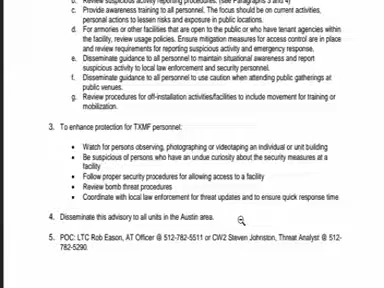 b. Review suspicious activity reporting procedures. (see Paragraphs 3 and 4)
c. Provide awareness training to all personnel. The focus should be on current activities,
personal actions to lessen risks and exposure in public locations.
d. For armories or other facilities that are open to the public or who have tenant agencies within
the facility, review usage policies. Ensure mitigation measures for access control are in place
and review requirements for reporting suspicious activity and emergency response.
e. Disseminate guidance to all personnel to maintain situational awareness and report
suspicious activity to local law enforcement and security personnel.
f. Disseminate guidance to all personnel to use caution when attending public gatherings at
public venues.
g. Review procedures for off-installation activities/facilities to include movement for training or
mobilization.
3. To enhance protection for TXMF personnel:
• Watch for persons observing, photographing or videotaping an individual or unit building
• Be suspicious of persons who have an undue curiosity about the security measures at a
facility
• Follow proper security procedures for allowing access to a facility
• Review bomb threat procedures
• Coordinate with local law enforcement for threat updates and to ensure quick response time
4. Disseminate this advisory to all units in the Austin area.
5. POC: LTC Rob Eason, AT Officer @ 512-782-5511 or CW2 Steven Johnston, Threat Analyst @ 512-
782-5290.